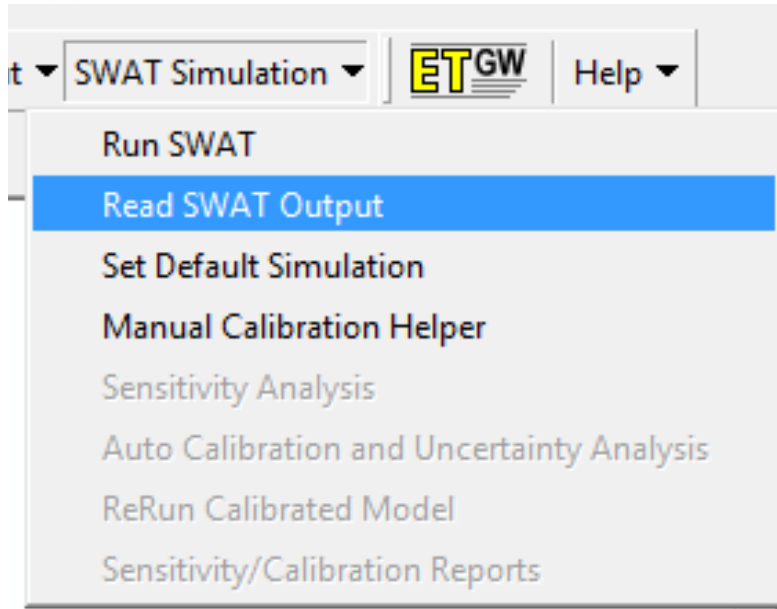 SWAT Simulation ETGW Help
Run SWAT
Read SWAT Output
Set Default Simulation
Manual Calibration Helper
Sensitivity Analysis
Auto Calibration and Uncertainty Analysis
ReRun Calibrated Model
Sensitivity/Calibration Reports